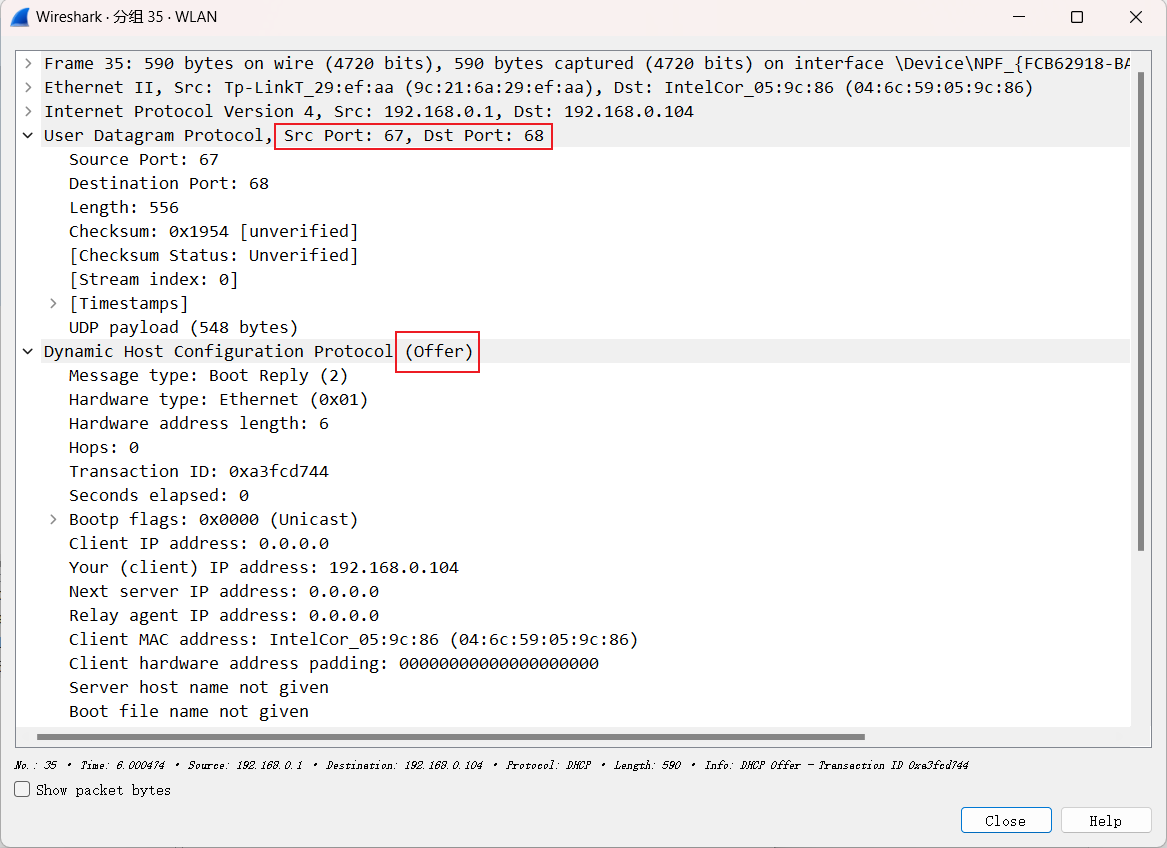 Wireshark · 分组 35 · WLAN
Frame 35: 590 bytes on wire (4720 bits), 590 bytes captured (4720 bits) on interface \Device\NPF_{FCB62918-BA
Ethernet II, Src: Tp-LinkT_29:ef:aa (9c:21:6a:29:ef:aa), Dst: IntelCor_05:9c:86 (04:6c:59:05:9c:86)
Internet Protocol Version 4, Src: 192.168.0.1, Dst: 192.168.0.104
User Datagram Protocol, Src Port: 67, Dst Port: 68
Source Port: 67
Destination Port: 68
Length: 556
Checksum: 0x1954 [unverified]
[Checksum Status: Unverified]
[Stream index: 0]
[Timestamps]
UDP payload (548 bytes)
Dynamic Host Configuration Protocol (Offer)
Message type: Boot Reply (2)
Hardware type: Ethernet (0x01)
Hardware address length: 6
Hops: 0
Transaction ID: 0xa3fcd744
Seconds elapsed: 0
Bootp flags: 0x0000 (Unicast)
Client IP address: 0.0.0.0
Your (client) IP address: 192.168.0.104
Next server IP address: 0.0.0.0
Relay agent IP address: 0.0.0.0
Client MAC address: IntelCor_05:9c:86 (04:6c:59:05:9c:86)
Client hardware address padding: 00000000000000000000
Server host name not given
Boot file name not given
No.: 35 · Time: 6.000474 · Source: 192.168.0.1 · Destination: 192.168.0.104 · Protocol: DHCP · Length: 590 · Info: DHCP Offer - Transaction ID 0xa3fcd744
Show packet bytes
Close
Help